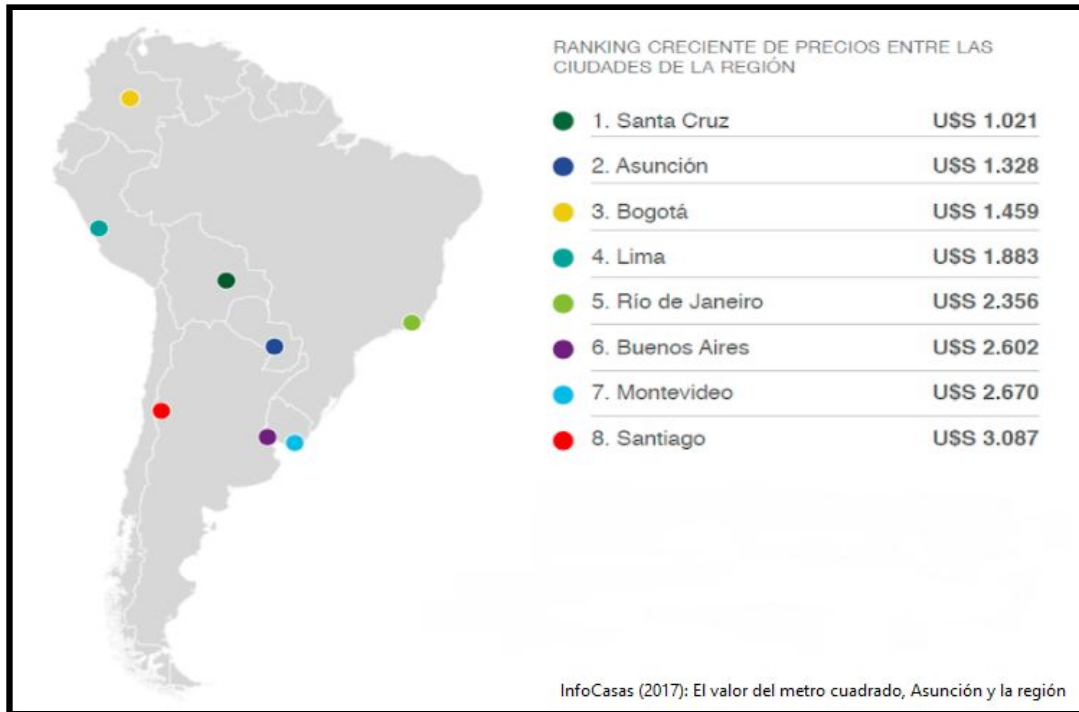 RANKING CRECIENTE DE PRECIOS ENTRE LAS
CIUDADES DE LA REGIÓN
1. Santa Cruz U$S 1.021
2. Asunción U$S 1.328
3. Bogotá U$S 1.459
4. Lima U$S 1.883
5. Río de Janeiro U$S 2.356
6. Buenos Aires U$S 2.602
7. Montevideo U$S 2.670
8. Santiago U$S 3.087
InfoCasas (2017): El valor del metro cuadrado, Asunción y la región